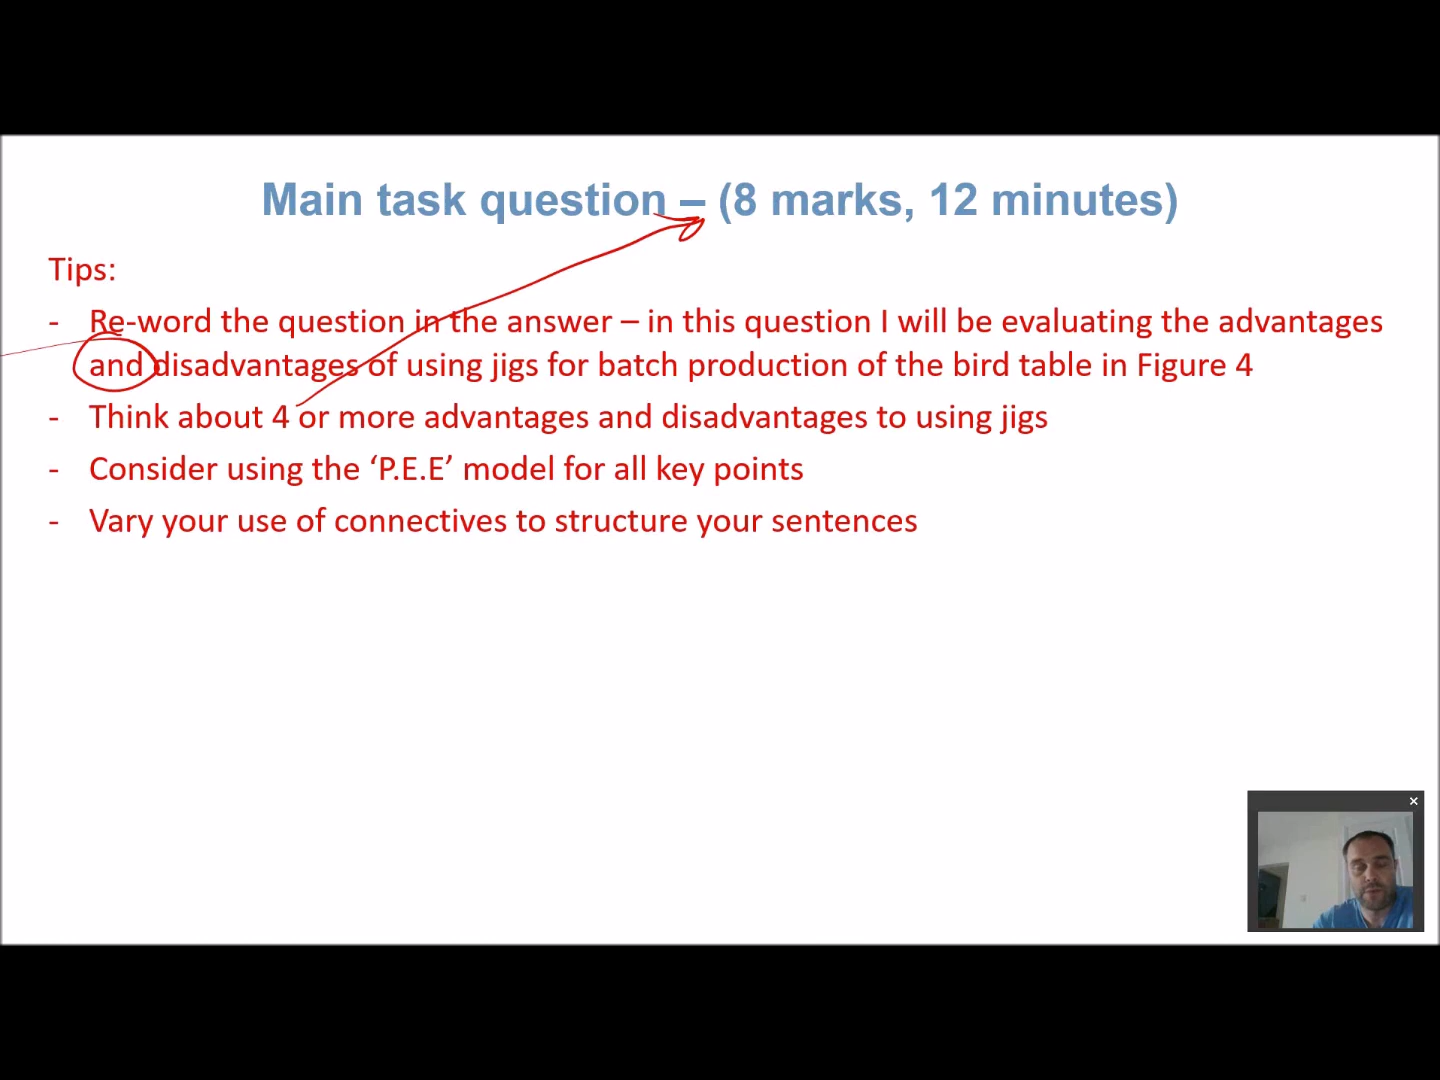 Main task question – (8 marks, 12 minutes)
Tips:
- Re-word the question in the answer – in this question I will be evaluating the advantages
and disadvantages of using jigs for batch production of the bird table in Figure 4
- Think about 4 or more advantages and disadvantages to using jigs
- Consider using the ‘P.E.E’ model for all key points
- Vary your use of connectives to structure your sentences